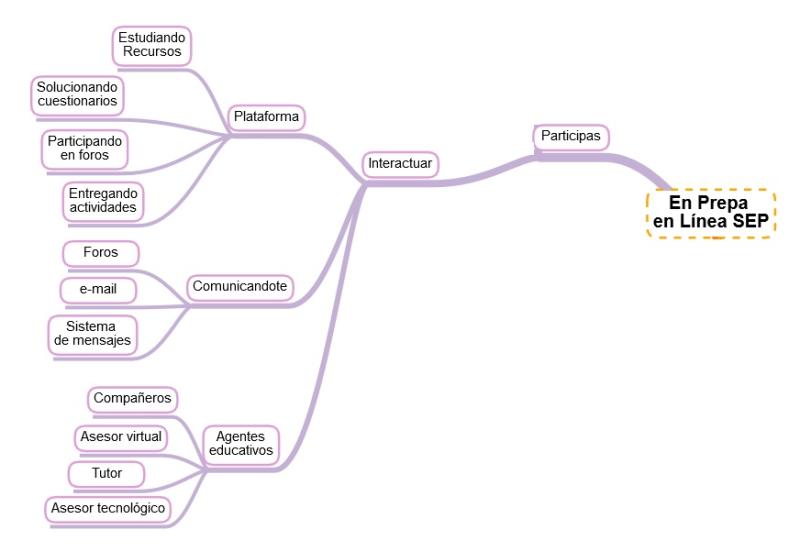 Estudiando
Recursos
Solucionando
cuestionarios
Participando
en foros
Entregando
actividades
Plataforma
Foros
e-mail
Sistema
de mensajes
Comunicandote
Compañeros
Asesor virtual
Tutor
Asesor tecnológico
Agentes
educativos
Interactuar
Participas
En Prepa
en Línea SEP